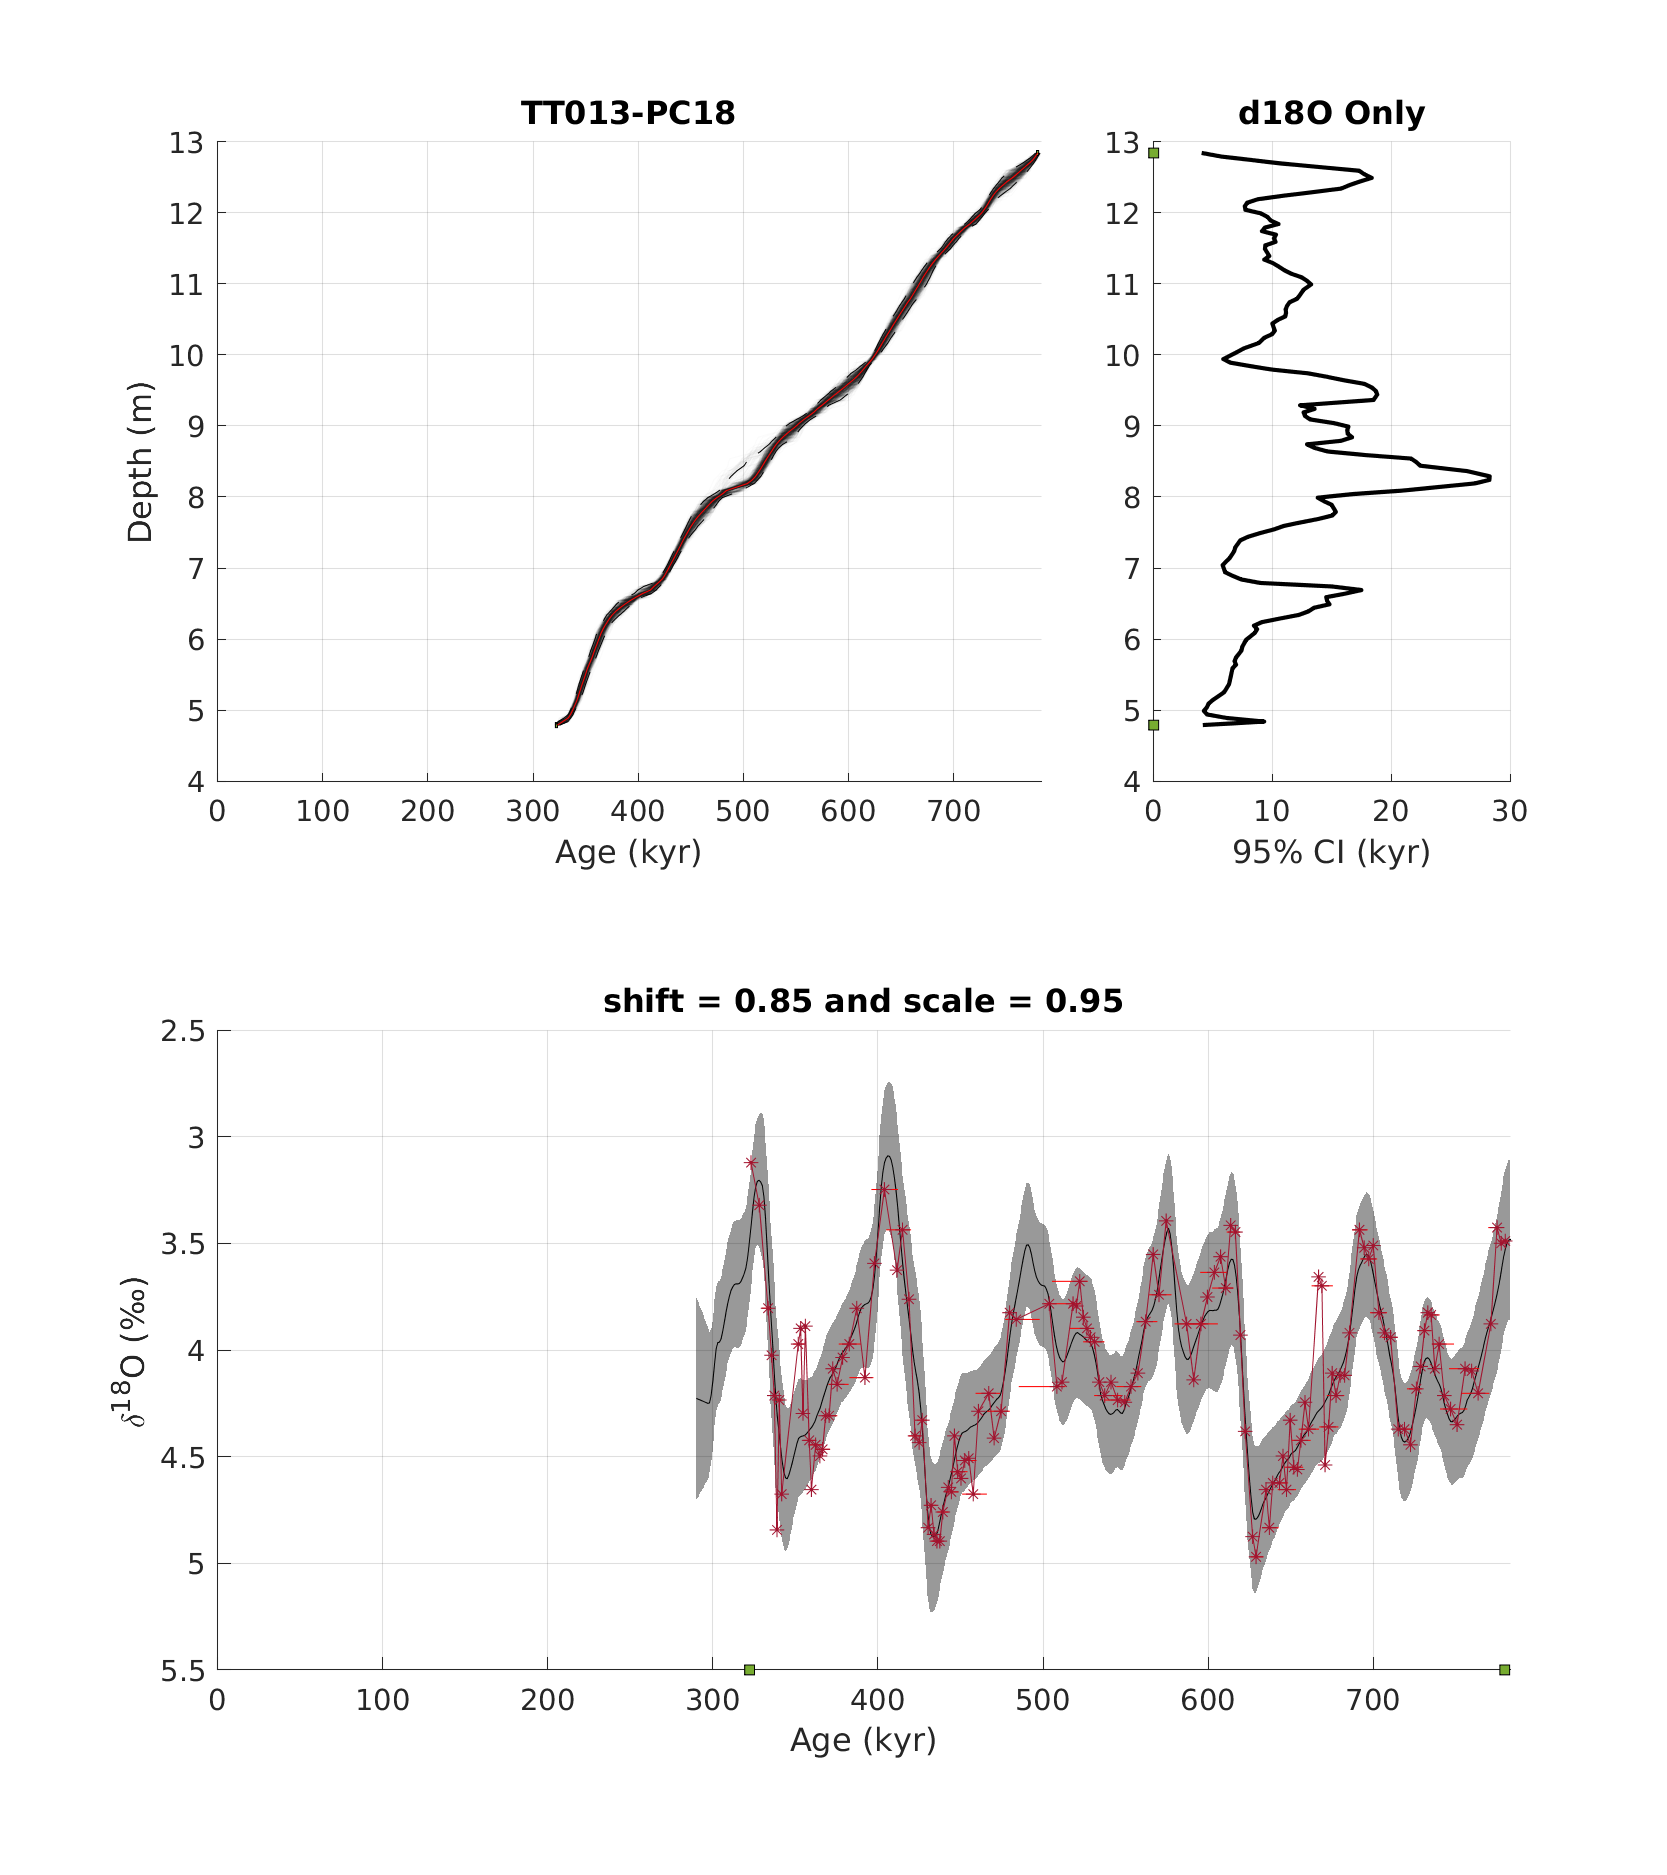 TT013-PC18
d18O Only
13
12
11
10
9
8
7
6
5
4
Depth (m)
0 100 200 300 400 500 600 700
Age (kyr)
13
12
11
10
9
8
7
6
5
4
0 10 20 30
95% CI (kyr)
shift = 0.85 and scale = 0.95
2.5
3
3.5
4
4.5
5
5.5
δ18O (‰)
0 100 200 300 400 500 600 700
Age (kyr)